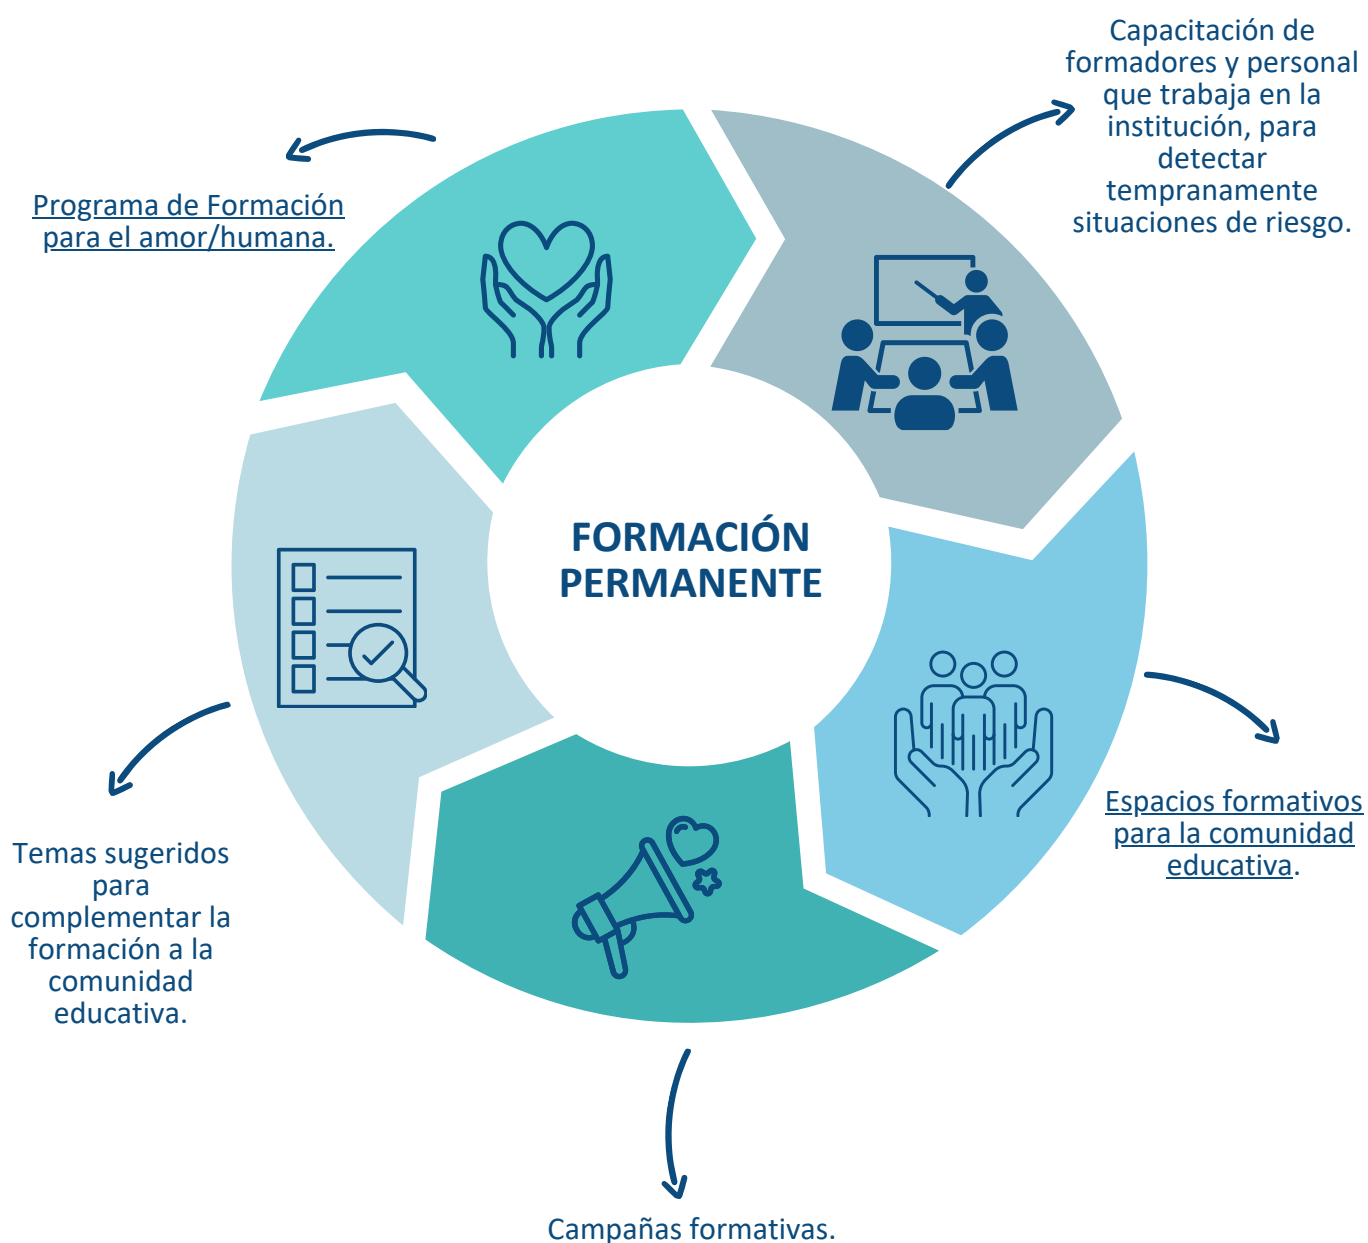 Capacitación de
formadores y personal
que trabaja en la
institución, para
detectar
tempranamente
situaciones de riesgo.
Programa de Formación
para el amor/humana.
FORMACIÓN
PERMANENTE
Espacios formativos
para la comunidad
educativa.
Temas sugeridos
para
complementar la
formación a la
comunidad
educativa.
Campañas formativas.